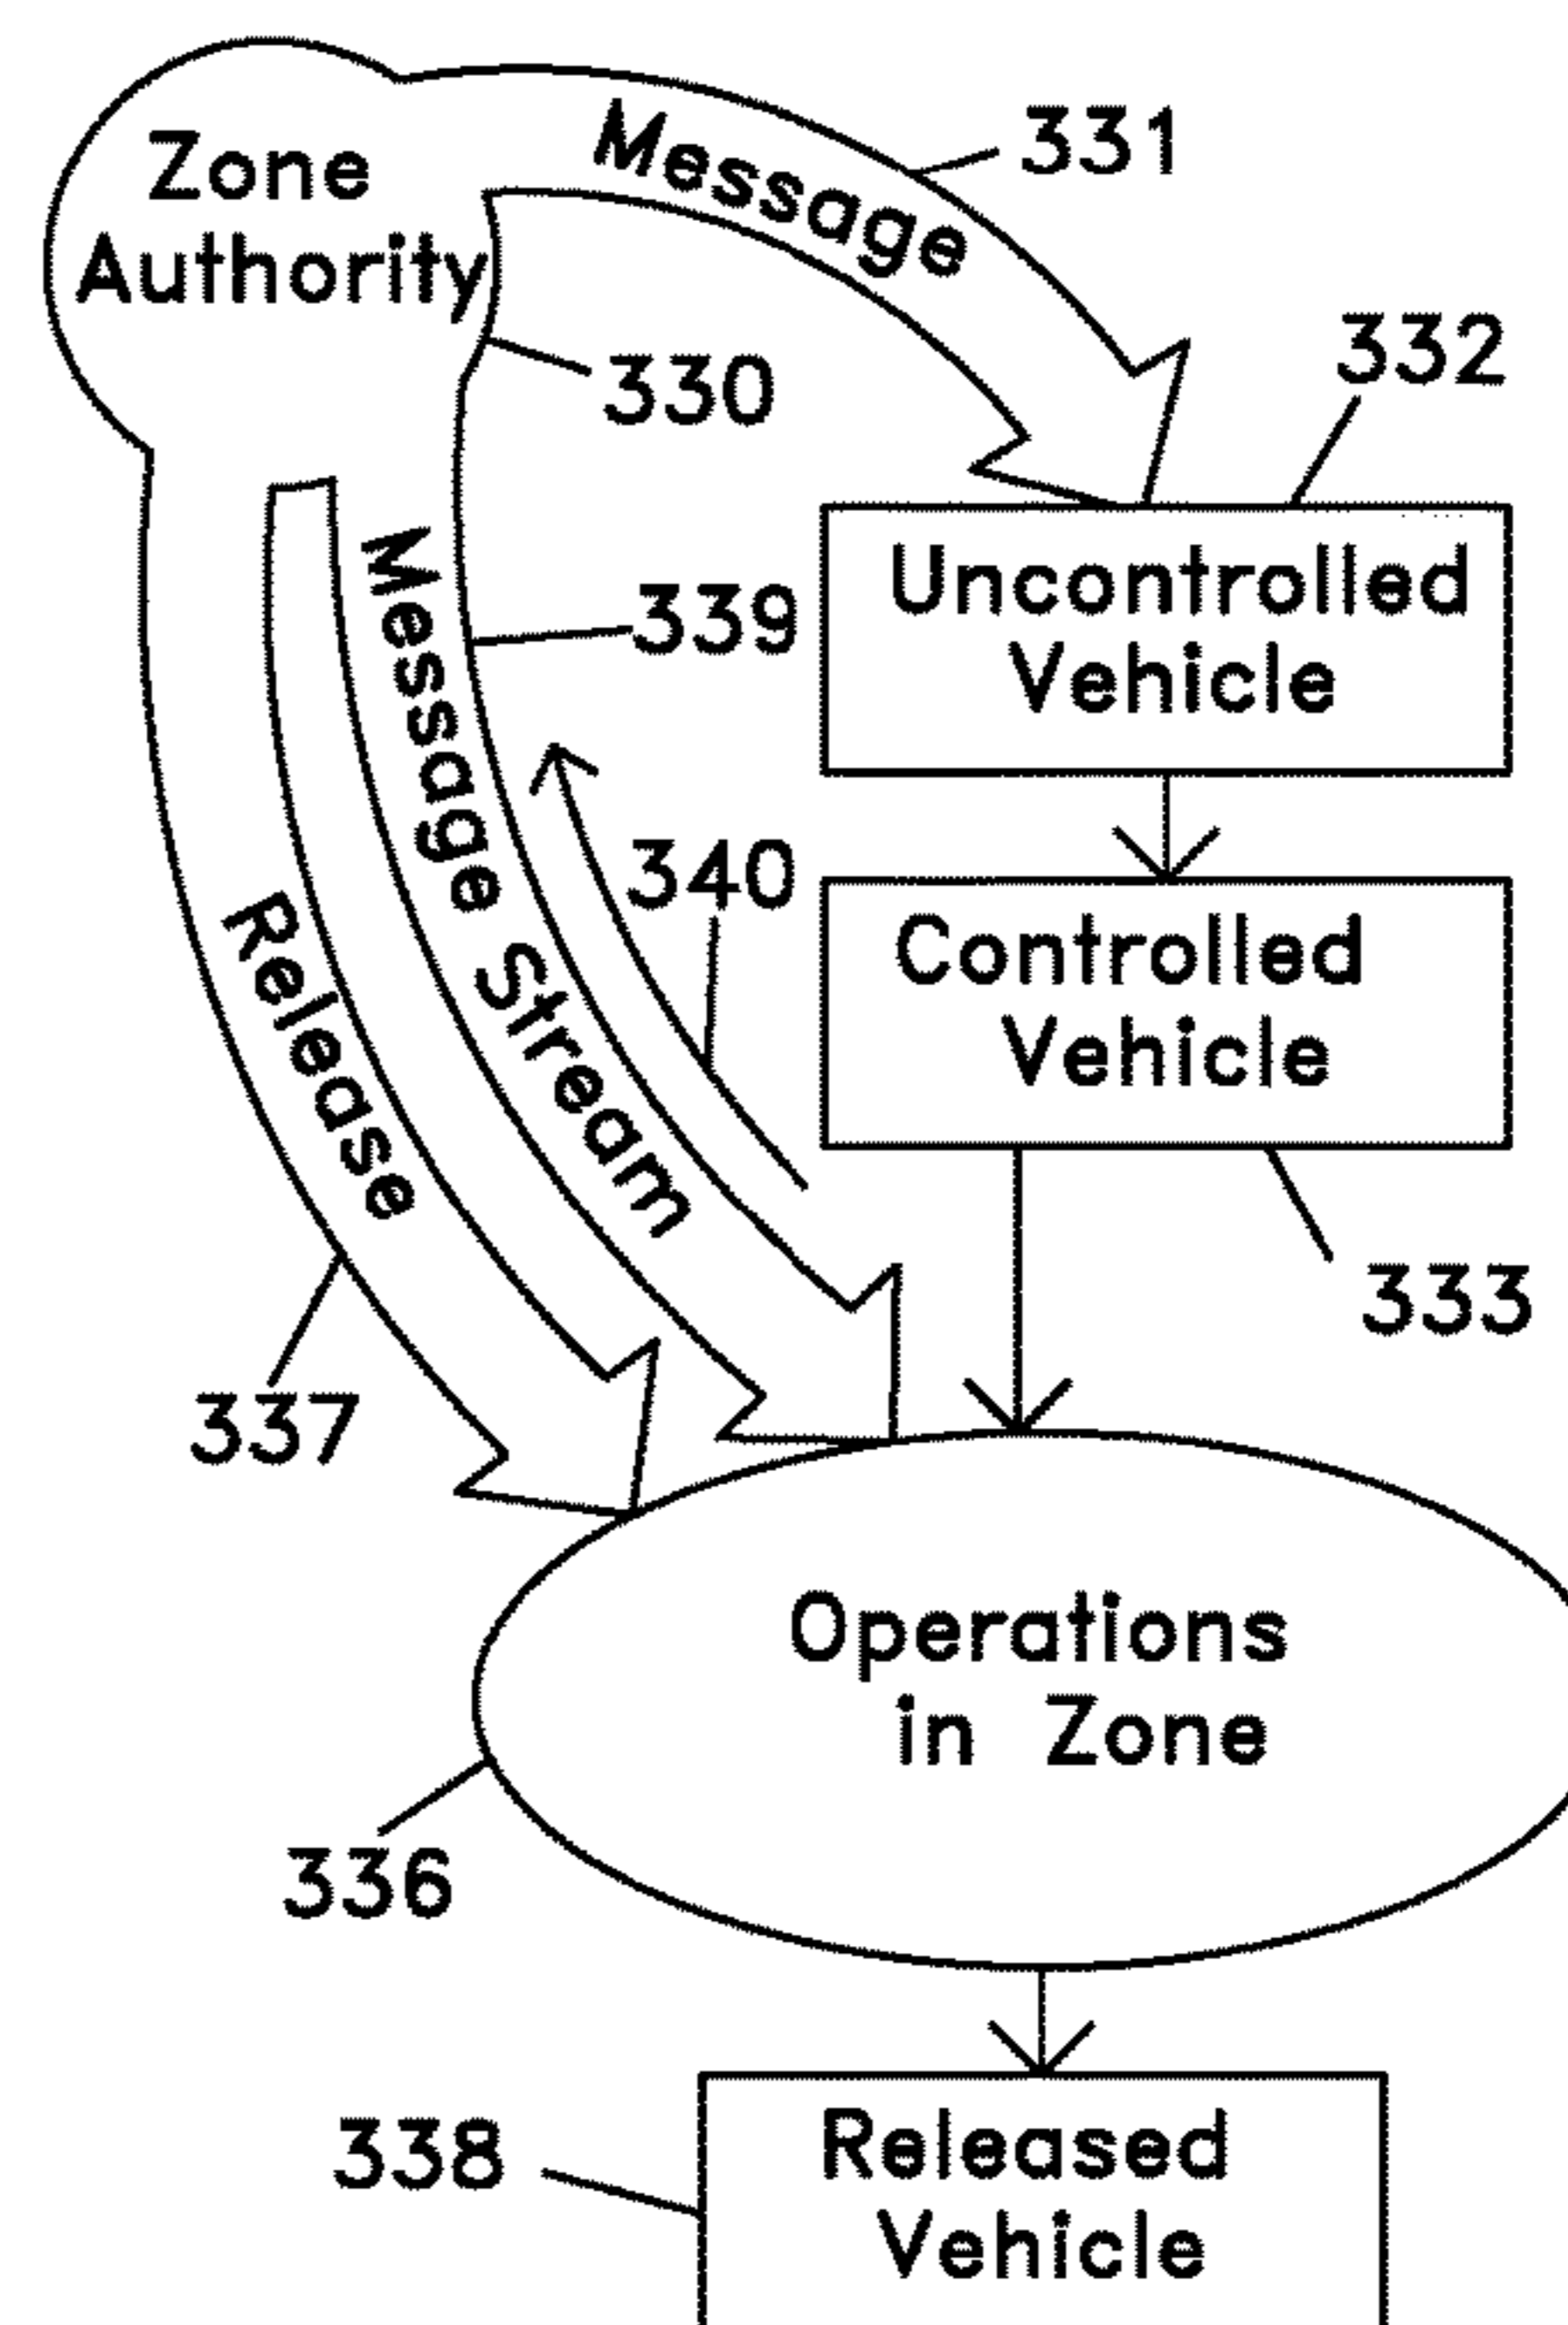 Zone
Authority
Message
331
330
332
Uncontrolled
Vehicle
339
Message Stream
340
Controlled
Vehicle
Release
333
337
Operations
in Zone
336
338
Released
Vehicle